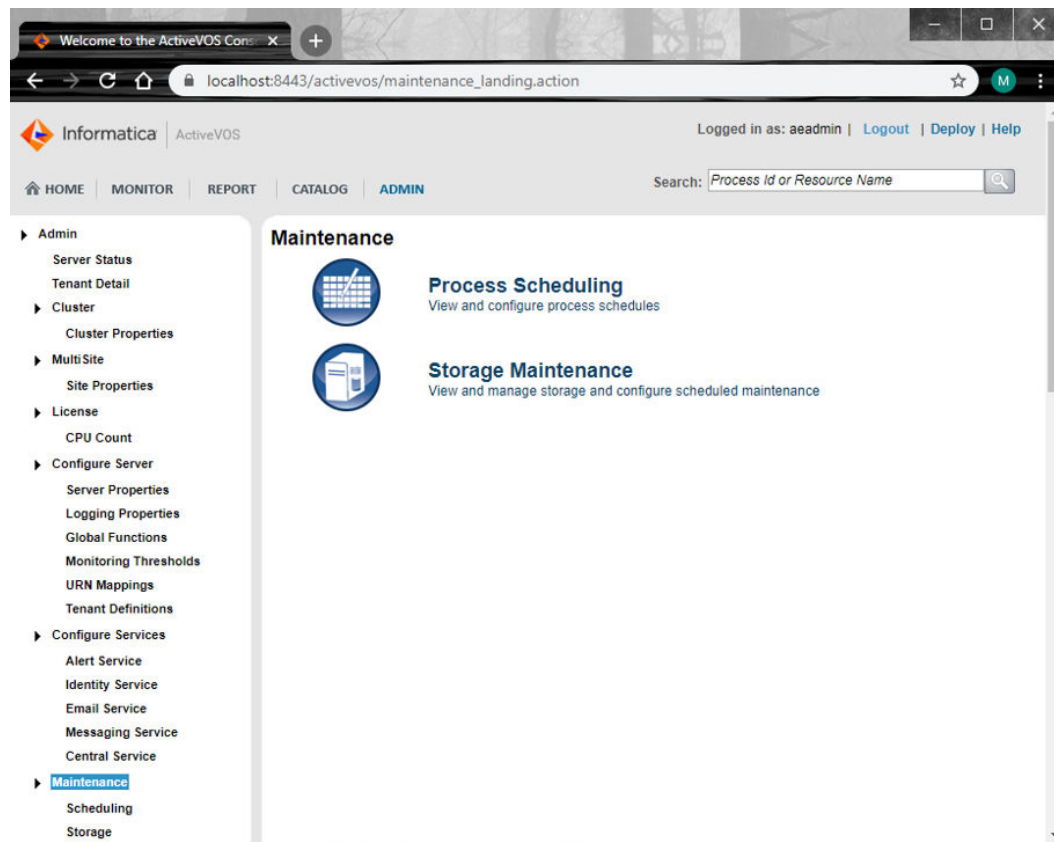 Welcome to the ActiveVOS Cons
localhost:8443/activevos/maintenance_landing.action
M
Informatica ActiveVOS
Logged in as: aeadmin | Logout | Deploy | Help
HOME MONITOR REPORT CATALOG ADMIN
Search: Process Id or Resource Name
Admin
Server Status
Tenant Detail
Cluster
Cluster Properties
MultiSite
Site Properties
License
CPU Count
Configure Server
Server Properties
Logging Properties
Global Functions
Monitoring Thresholds
URN Mappings
Tenant Definitions
Configure Services
Alert Service
Identity Service
Email Service
Messaging Service
Central Service
Maintenance
Scheduling
Storage
Maintenance
Process Scheduling
View and configure process schedules
Storage Maintenance
View and manage storage and configure scheduled maintenance